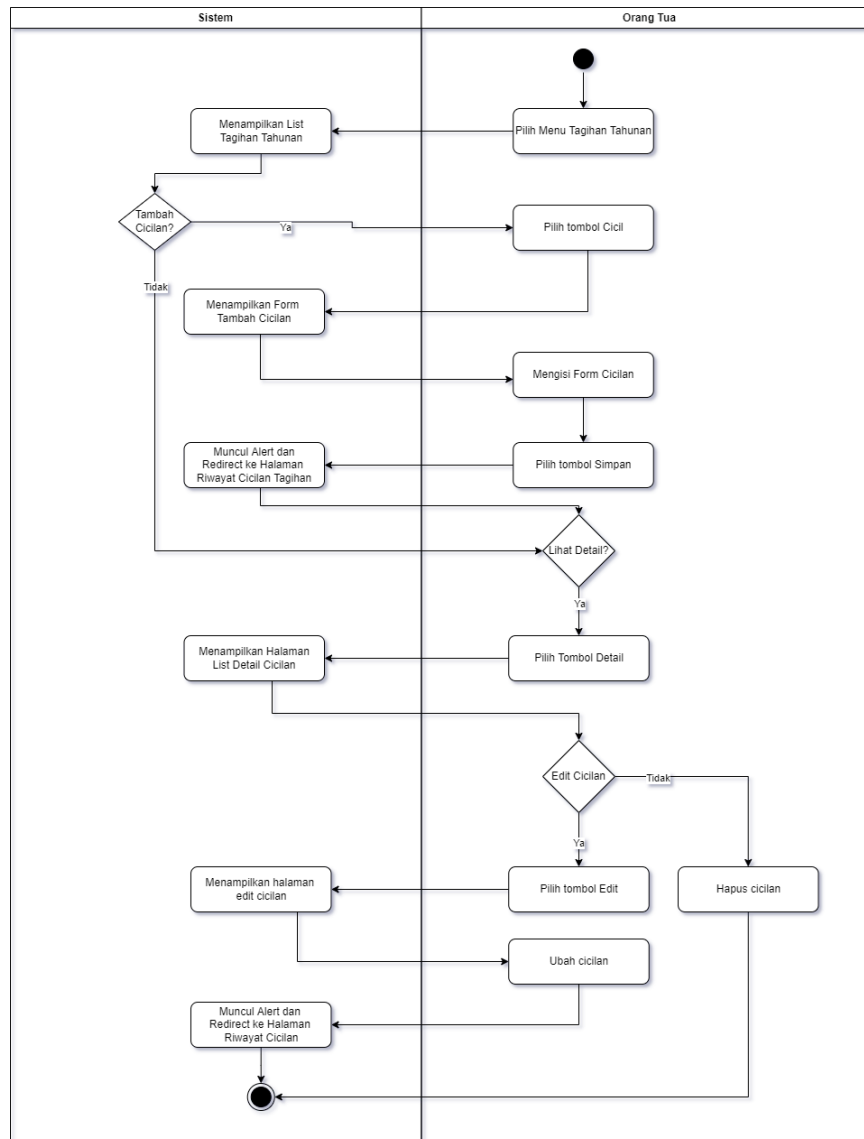 Sistem
Orang Tua
Pilih Menu Tagihan Tahunan
Menampilkan List
Tagihan Tahunan
Tambah
Cicilan?
Ya
Pilih tombol Cicil
Tidak
Menampilkan Form
Tambah Cicilan
Mengisi Form Cicilan
Muncul Alert dan
Redirect ke Halaman
Riwayat Cicilan Tagihan
Pilih tombol Simpan
Lihat Detail?
Ya
Menampilkan Halaman
List Detail Cicilan
Pilih Tombol Detail
Edit Cicilan
Tidak
Ya
Menampilkan halaman
edit cicilan
Pilih tombol Edit
Hapus cicilan
Ubah cicilan
Muncul Alert dan
Redirect ke Halaman
Riwayat Cicilan